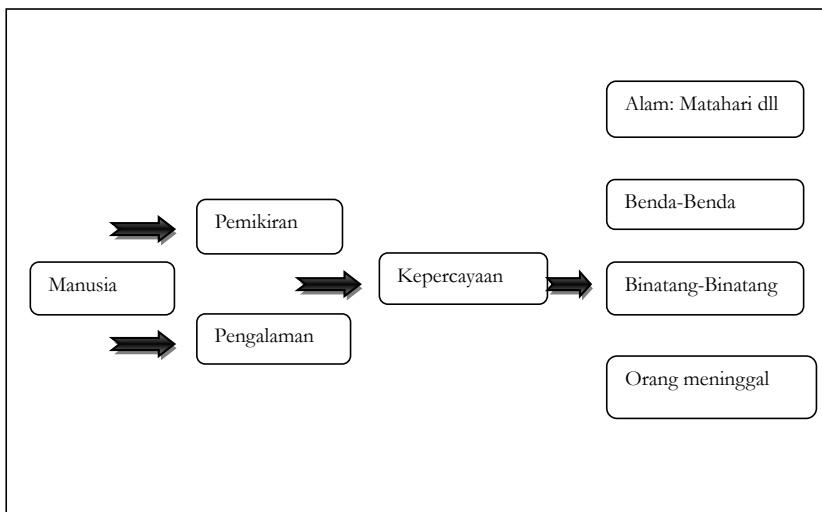 Manusia
Pemikiran
Pengalaman
Kepercayaan
Alam: Matahari dll
Benda-Benda
Binatang-Binatang
Orang meninggal